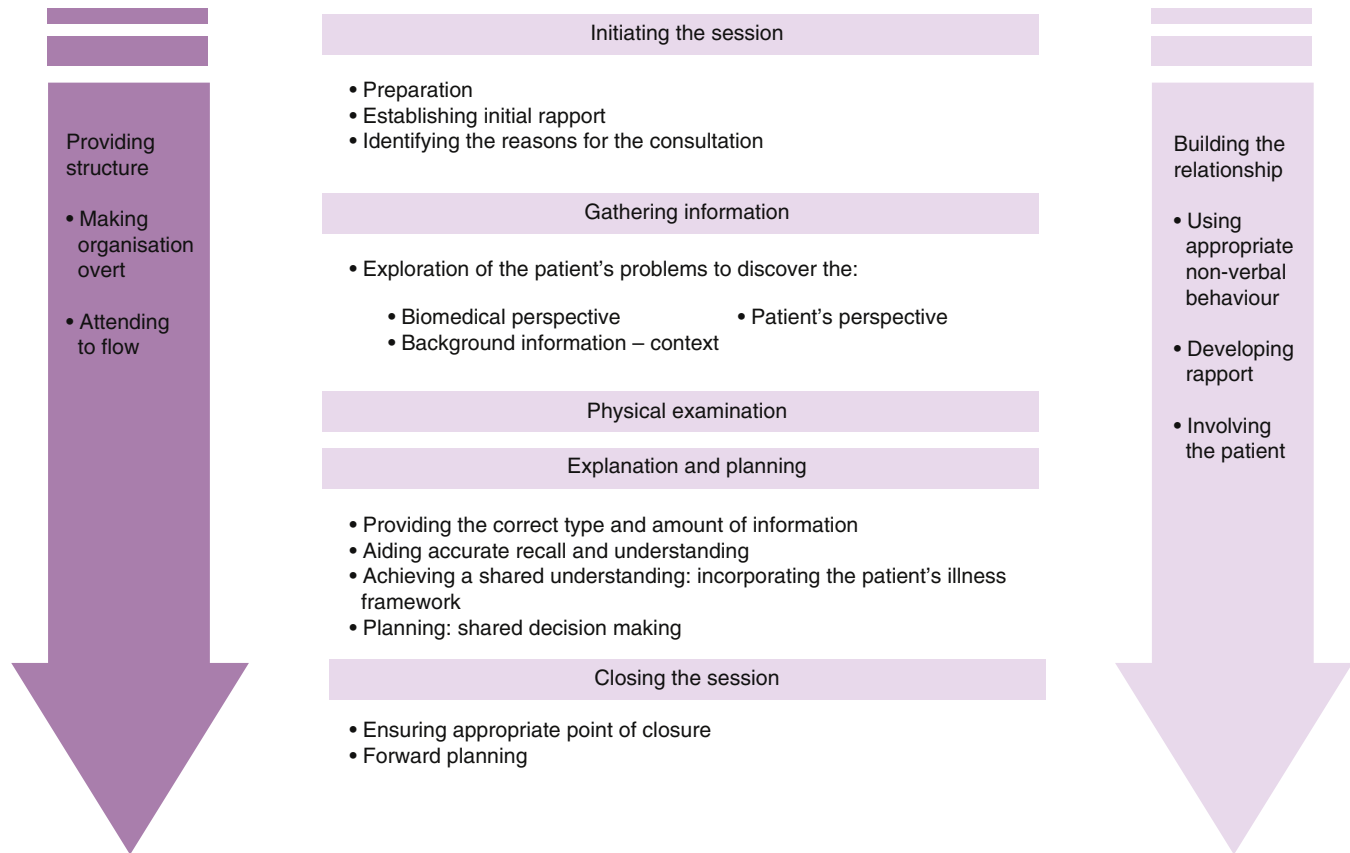 Providing
structure
• Making
organisation
overt
• Attending
to flow
Initiating the session
• Preparation
• Establishing initial rapport
• Identifying the reasons for the consultation
Gathering information
• Exploration of the patient's problems to discover the:
• Biomedical perspective
• Patient's perspective
• Background information – context
Physical examination
Explanation and planning
• Providing the correct type and amount of information
• Aiding accurate recall and understanding
• Achieving a shared understanding: incorporating the patient's illness
framework
• Planning: shared decision making
Closing the session
• Ensuring appropriate point of closure
• Forward planning
Building the
relationship
• Using
appropriate
non-verbal
behaviour
• Developing
rapport
• Involving
the patient